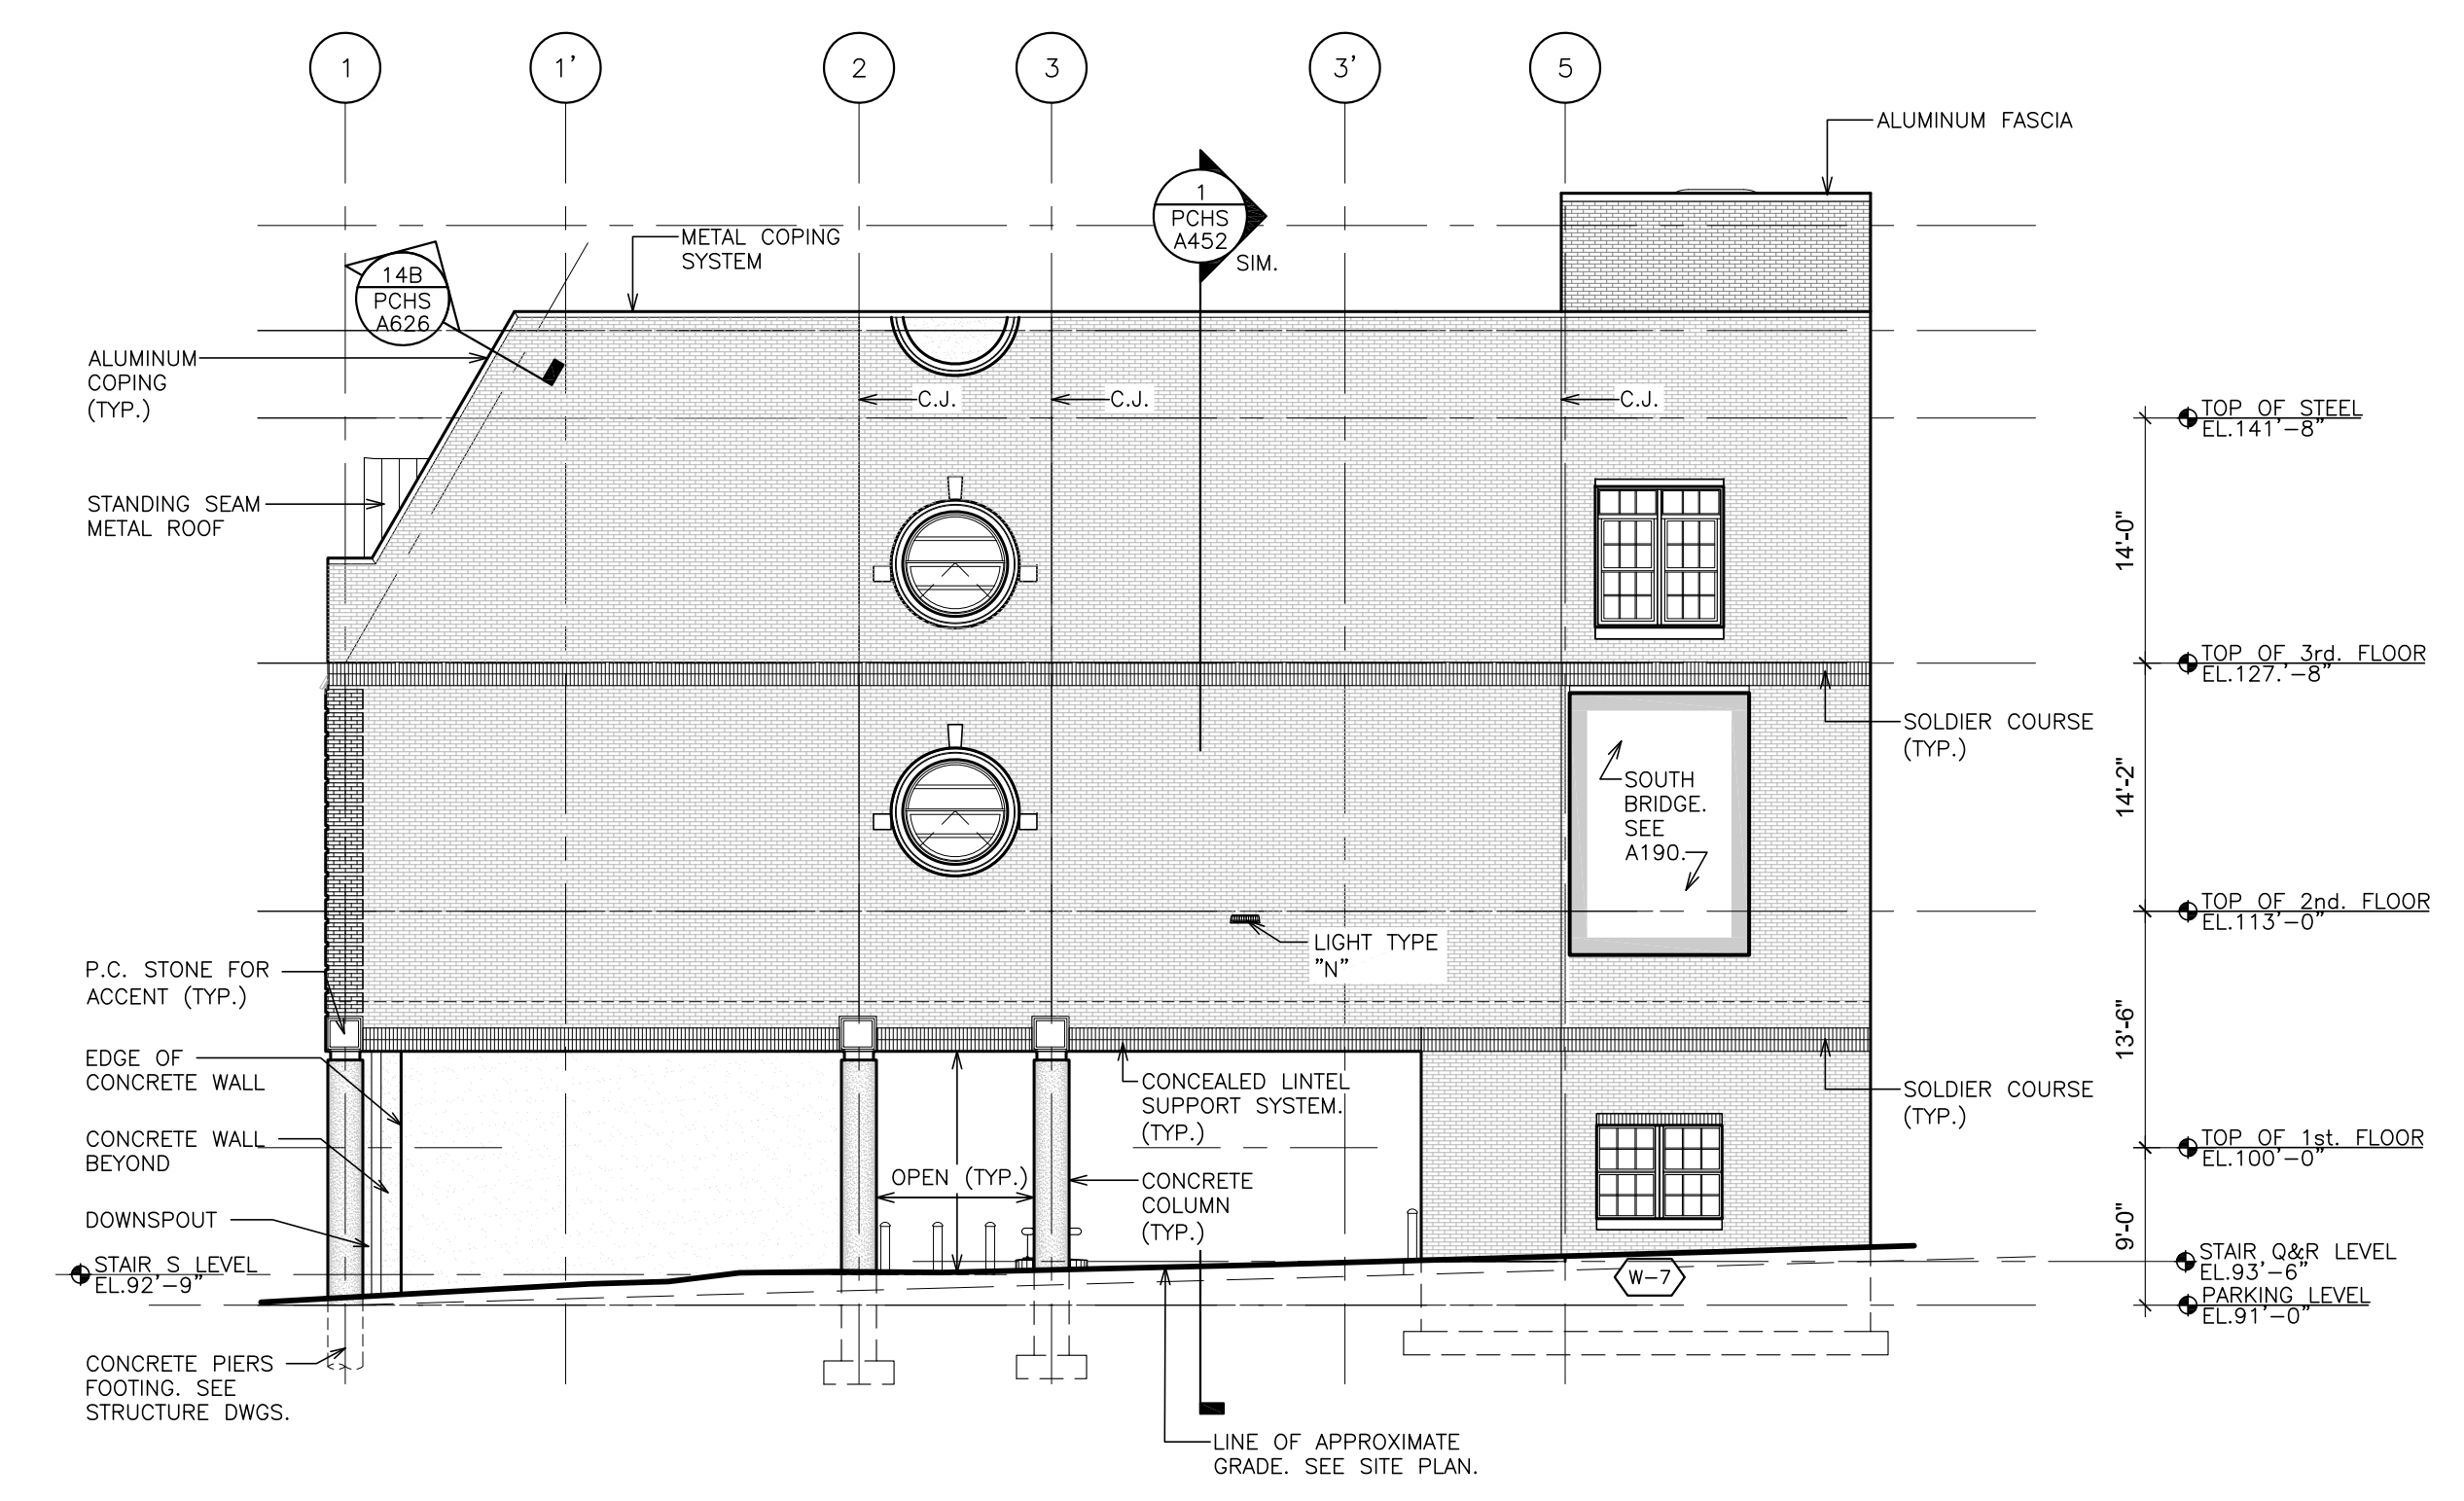 1
1'
2
3
3'
5
ALUMINUM FASCIA
1
PCHS
A452
SIM.
METAL COPING
SYSTEM
14B
PCHS
A626
ALUMINUM
COPING
(TYP.)
C.J.
C.J.
C.J.
TOP OF STEEL
EL.141'-8"
STANDING SEAM
METAL ROOF
14'-0"
TOP OF 3rd. FLOOR
EL.127.'-8"
SOLDIER COURSE
(TYP.)
SOUTH
BRIDGE.
SEE
A190.
14'-2"
TOP OF 2nd. FLOOR
EL.113'-0"
LIGHT TYPE
"N"
P.C. STONE FOR
ACCENT (TYP.)
13'-6"
EDGE OF
CONCRETE WALL
CONCEALED LINTEL
SUPPORT SYSTEM.
(TYP.)
SOLDIER COURSE
(TYP.)
CONCRETE WALL
BEYOND
TOP OF 1st. FLOOR
EL.100'-0"
OPEN (TYP.)
CONCRETE
COLUMN
(TYP.)
DOWNSPOUT
9'-0"
STAIR S LEVEL
EL.92'-9"
STAIR Q&R LEVEL
EL.93'-6"
W-7
PARKING LEVEL
EL.91'-0"
CONCRETE PIERS
FOOTING. SEE
STRUCTURE DWGS.
LINE OF APPROXIMATE
GRADE. SEE SITE PLAN.